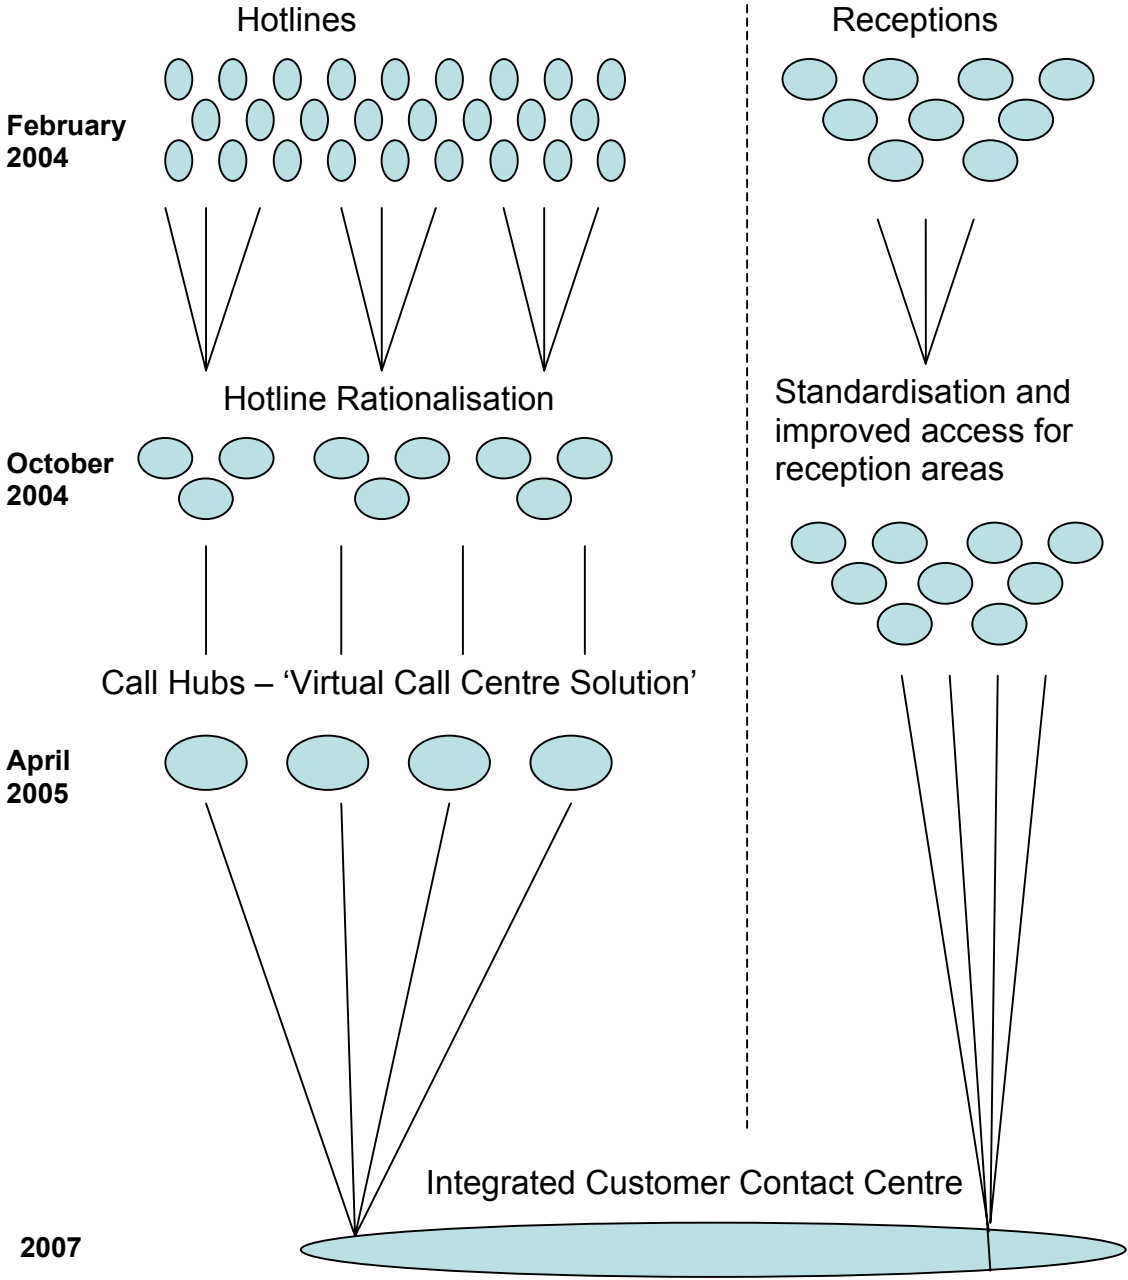 Hotlines
Receptions
February
2004
Hotline Rationalisation
Standardisation and
improved access for
reception areas
October
2004
Call Hubs – ‘Virtual Call Centre Solution’
April
2005
Integrated Customer Contact Centre
2007